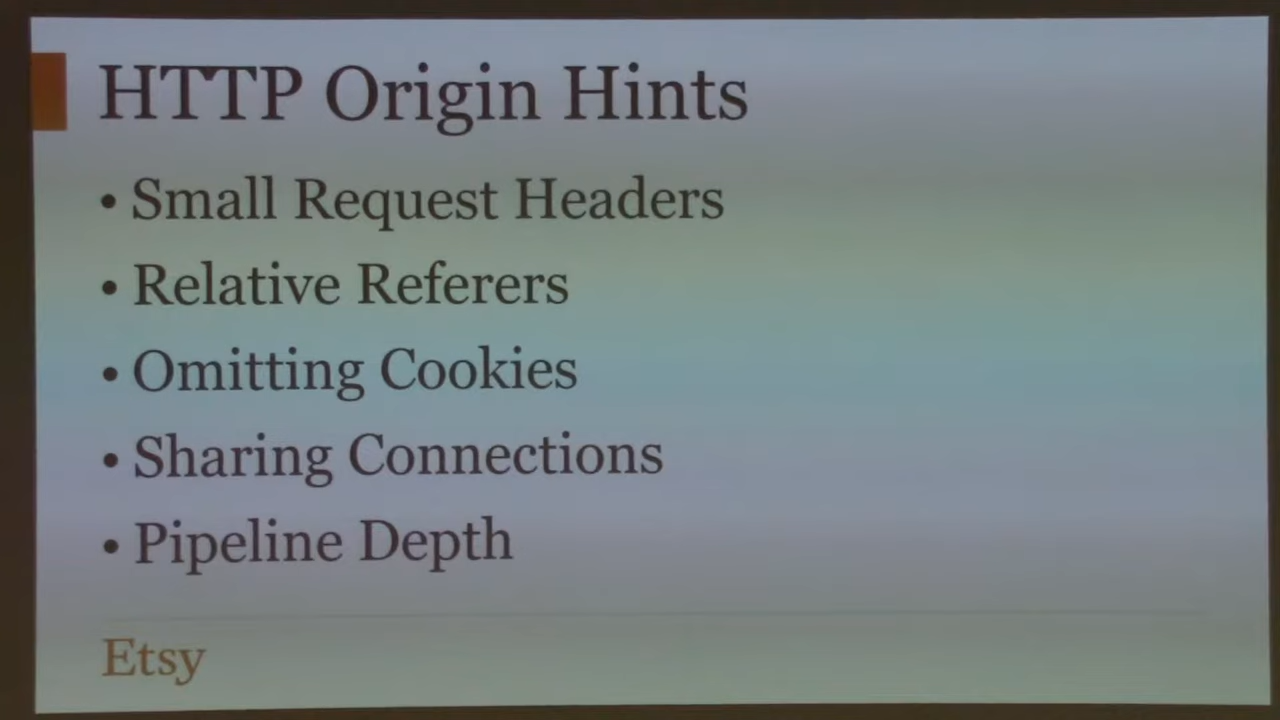 HTTP Origin Hints
• Small Request Headers
• Relative Referers
• Omitting Cookies
• Sharing Connections
• Pipeline Depth
Etsy